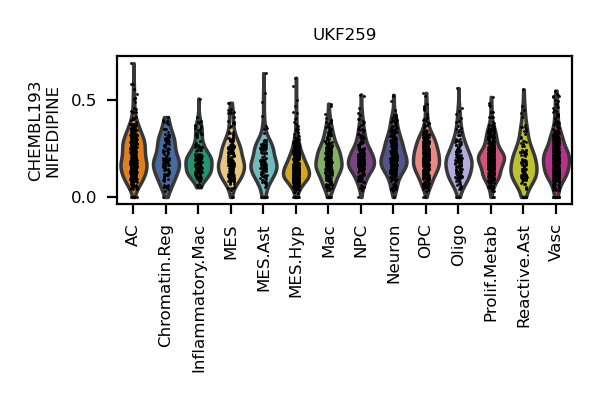 UKF259
CHEMBL193
NIFEDIPINE
0.5
0.0
AC
Chromatin.Reg
Inflammatory.Mac
MES
MES.Ast
MES.Hyp
Mac
NPC
Neuron
OPC
Oligo
Prolif.Metab
Reactive.Ast
Vasc